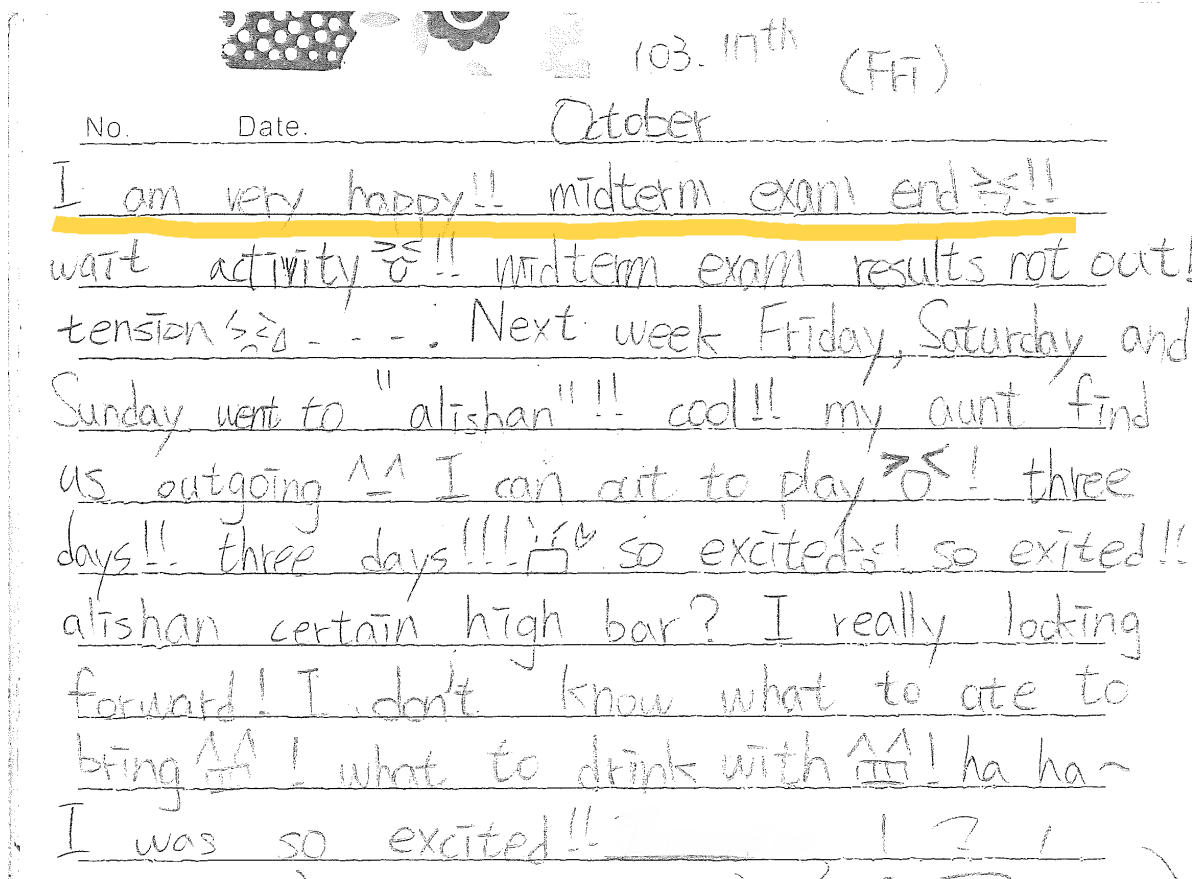 103. 17th (Fri)
No. Date. October
I am very happy!! midterm exam end ><!!
wait activity >o<!! midterm exam results not out!
tension - - - . Next week Friday, Saturday and
Sunday went to "alishan"!! cool!! my aunt find
us outgoing ^_^ I can out to play >o<! three
days!! three days!!! so excited ><! so exited!!
alishan certain high bar? I really looking
forward! I don't know what to ate to
bring ^^! what to drink with ^^! ha ha~
I was so excited!!